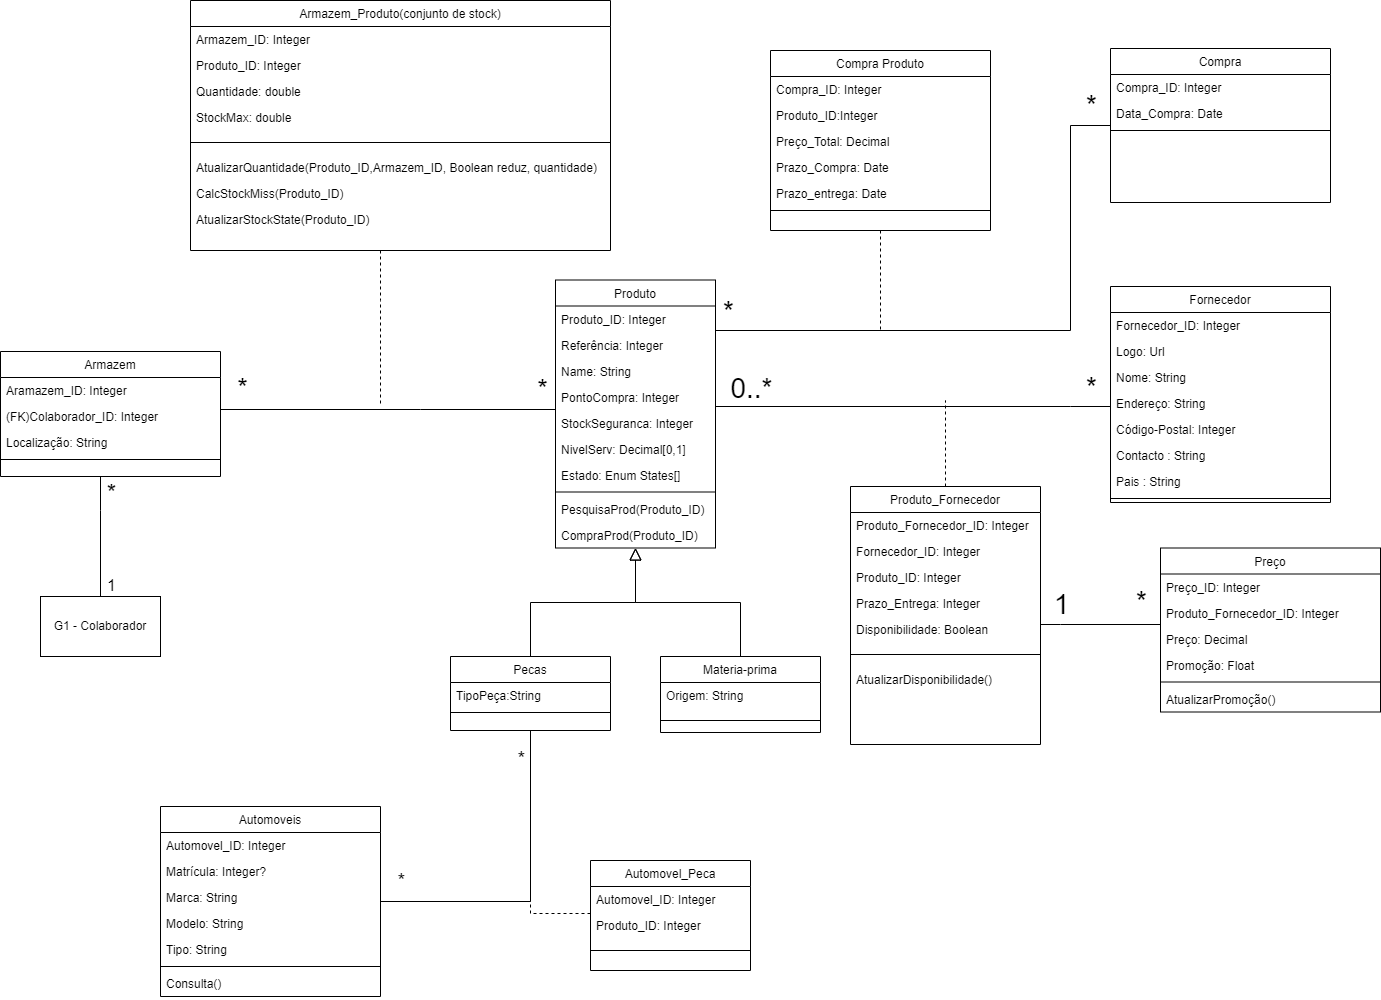 Armazem_Produto(conjunto de stock)
Armazem_ID: Integer
Produto_ID: Integer
Quantidade: double
StockMax: double
AtualizarQuantidade(Produto_ID,Armazem_ID, Boolean reduz, quantidade)
CalcStockMiss(Produto_ID)
AtualizarStockState(Produto_ID)
Compra Produto
Compra_ID: Integer
Produto_ID:Integer
Preço_Total: Decimal
Prazo_Compra: Date
Prazo_entrega: Date
Compra
Compra_ID: Integer
Data_Compra: Date
*
*
Produto
Produto_ID: Integer
Referência: Integer
Name: String
PontoCompra: Integer
StockSeguranca: Integer
NivelServ: Decimal[0,1]
Estado: Enum States[]
PesquisaProd(Produto_ID)
CompraProd(Produto_ID)
Fornecedor
Fornecedor_ID: Integer
Logo: Url
Nome: String
Endereço: String
Código-Postal: Integer
Contacto : String
Pais : String
0..*
*
Armazem
Aramazem_ID: Integer
(FK)Colaborador_ID: Integer
Localização: String
*
*
*
1
G1 - Colaborador
Produto_Fornecedor
Produto_Fornecedor_ID: Integer
Fornecedor_ID: Integer
Produto_ID: Integer
Prazo_Entrega: Integer
Disponibilidade: Boolean
AtualizarDisponibilidade()
1
*
Preço
Preço_ID: Integer
Produto_Fornecedor_ID: Integer
Preço: Decimal
Promoção: Float
AtualizarPromoção()
Pecas
TipoPeça:String
Materia-prima
Origem: String
*
*
Automoveis
Automovel_ID: Integer
Matrícula: Integer?
Marca: String
Modelo: String
Tipo: String
Consulta()
Automovel_Peca
Automovel_ID: Integer
Produto_ID: Integer